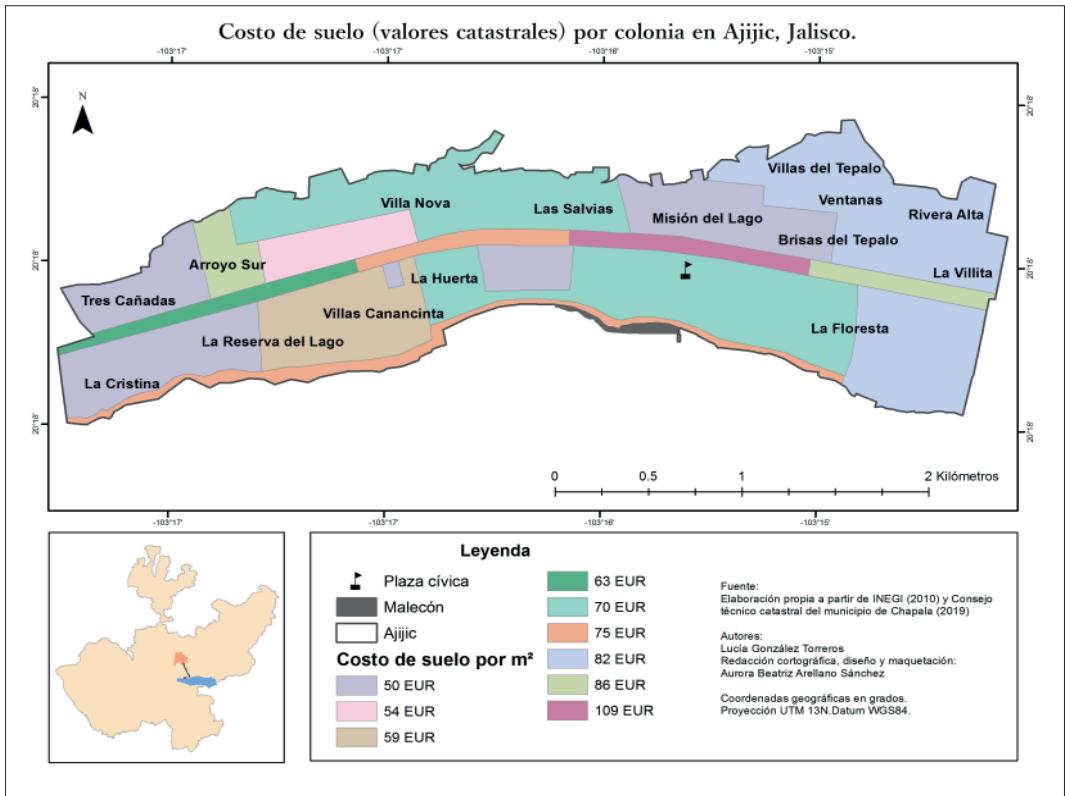 Costo de suelo (valores catastrales) por colonia en Ajijic, Jalisco.
-103°17'
-103°17'
-103°16'
-103°15'
20°18'
20°18'
N
Villas del Tepalo
Ventanas
Villa Nova
Las Salvias
Misión del Lago
Rivera Alta
Brisas del Tepalo
Arroyo Sur
La Huerta
La Villita
20°18'
20°18'
Tres Cañadas
Villas Canancinta
La Floresta
La Reserva del Lago
La Cristina
20°18'
20°18'
0 0.5 1 2 Kilómetros
-103°17'
-103°17'
-103°16'
-103°15'
Leyenda
Plaza cívica
Malecón
Ajijic
Costo de suelo por m²
50 EUR
54 EUR
59 EUR
63 EUR
70 EUR
75 EUR
82 EUR
86 EUR
109 EUR
Fuente:
Elaboración propia a partir de INEGI (2010) y Consejo
técnico catastral del municipio de Chapala (2019)
Autores:
Lucía González Torreros
Redacción cortográfica, diseño y maquetación:
Aurora Beatriz Arellano Sánchez
Coordenadas geográficas en grados.
Proyección UTM 13N.Datum WGS84.